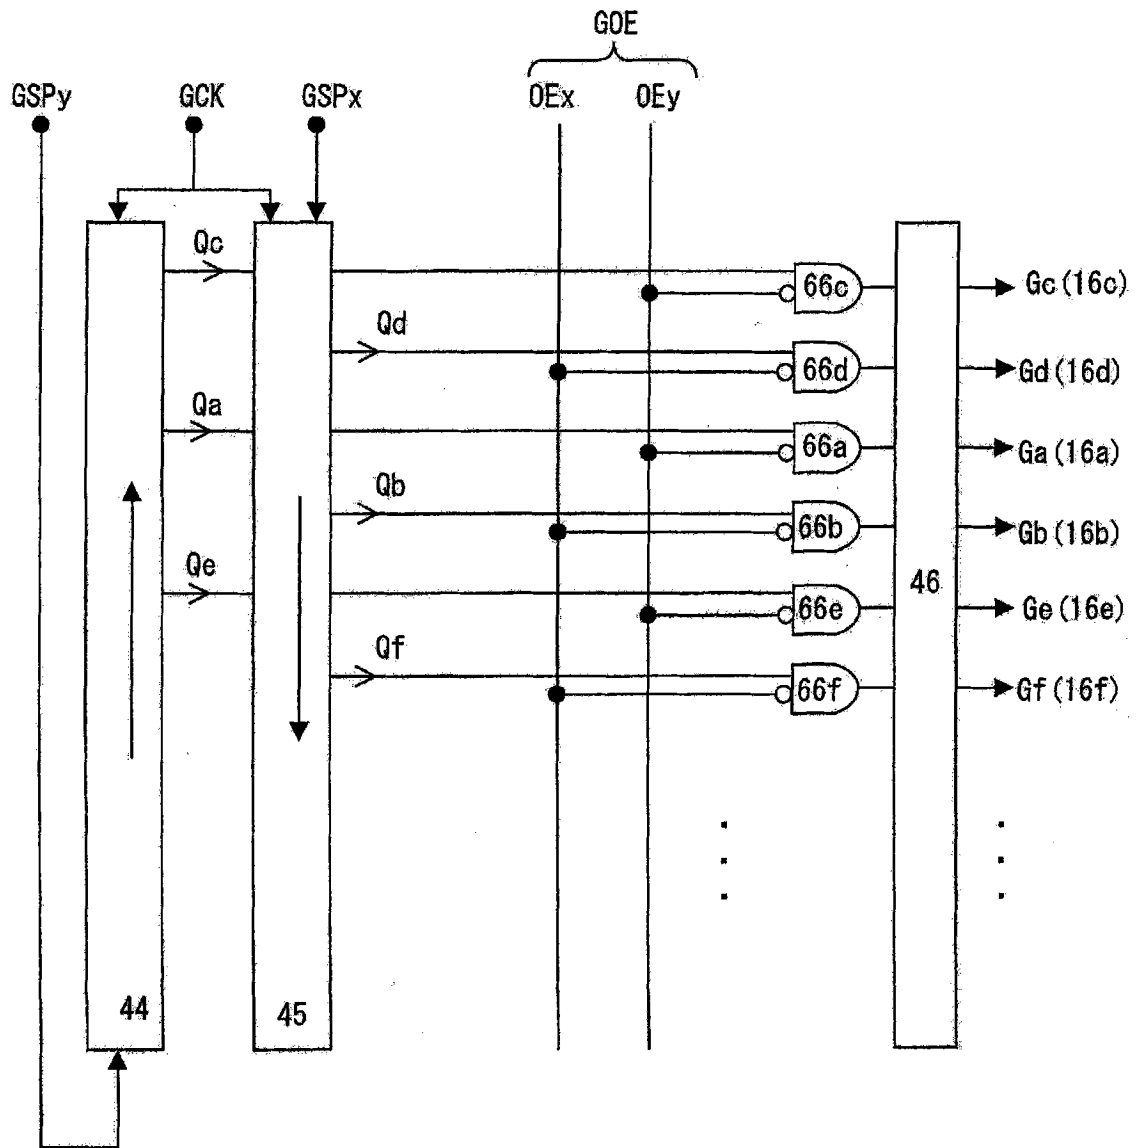 GOE
GSPy GCK GSPx OEx OEy
Qc 66c Gc(16c)
Qd 66d Gd(16d)
Qa 66a Ga(16a)
Qb 66b Gb(16b)
Qe 66e 46 Ge(16e)
Qf 66f Gf(16f)
44 45